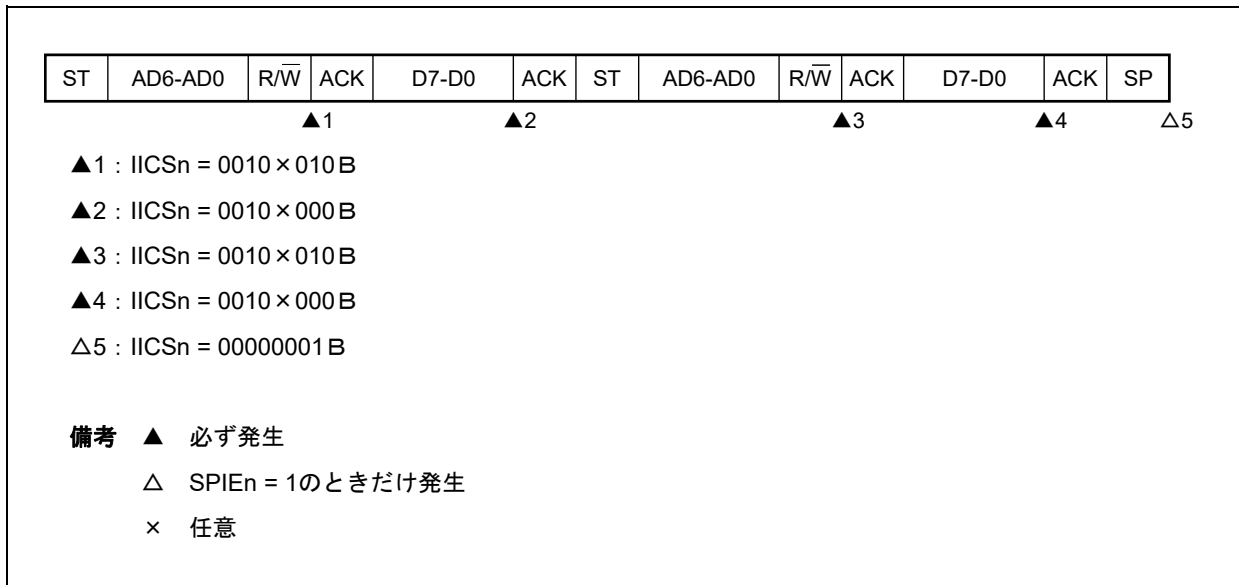 ST AD6-AD0 R/W̅ ACK D7-D0 ACK ST AD6-AD0 R/W̅ ACK D7-D0 ACK SP
▲1 ▲2 ▲3 ▲4 △5
▲1：IICSn = 0010×010B
▲2：IICSn = 0010×000B
▲3：IICSn = 0010×010B
▲4：IICSn = 0010×000B
△5：IICSn = 00000001B
備考 ▲ 必ず発生
△ SPIEn = 1のときだけ発生
× 任意